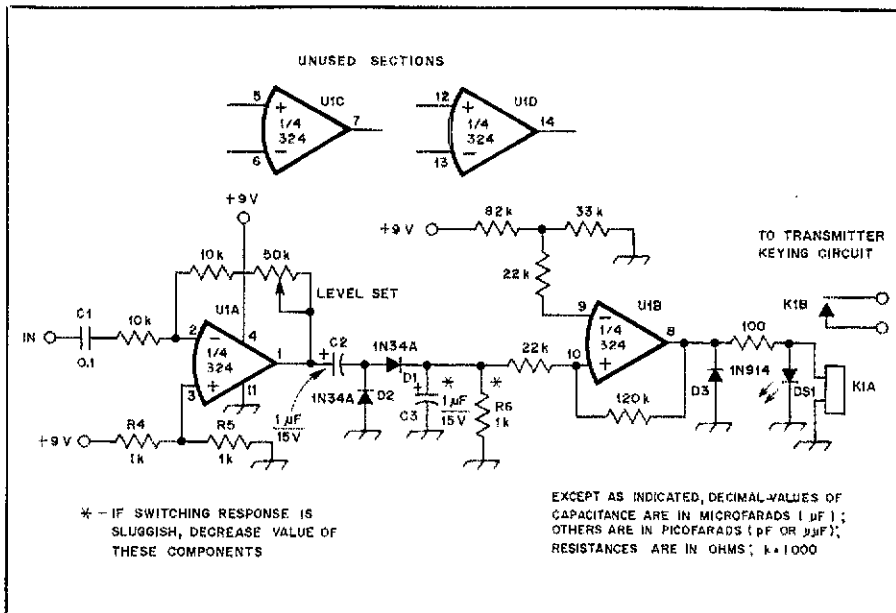 UNUSED SECTIONS
5
+
U1C
1/4
324
7
6
−
12
+
U1D
1/4
324
14
13
−
+9V
82k
33k
+9V
TO TRANSMITTER
KEYING CIRCUIT
10k
50k
22k
LEVEL SET
K1B
C1
U1A
U1B
IN
10k
2
−
4
9
−
8
100
0.1
1/4
324
1
C2
1N34A
22k
10
1/4
324
+
+
3
11
+
D1
1N914
1N34A
D2
+
*
*
120k
D3
DS1
K1A
C3
1µF
15V
R6
1k
1µF
15V
+9V
R4
1k
R5
1k
* – IF SWITCHING RESPONSE IS
SLUGGISH, DECREASE VALUE OF
THESE COMPONENTS
EXCEPT AS INDICATED, DECIMAL VALUES OF
CAPACITANCE ARE IN MICROFARADS (µF);
OTHERS ARE IN PICOFARADS (pF OR µµF);
RESISTANCES ARE IN OHMS; k=1000